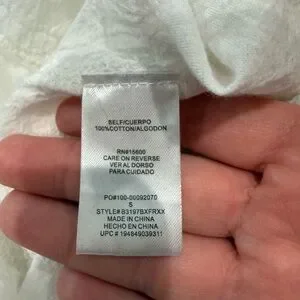 SELF/CUERPO
100%COTTON/ALGODON
RN#15600
CARE ON REVERSE
VER AL DORSO
PARA CUIDADO
PO#100-00092070
S
STYLE# B3197BXFRXX
MADE IN CHINA
HECHO EN CHINA
UPC # 194849039311